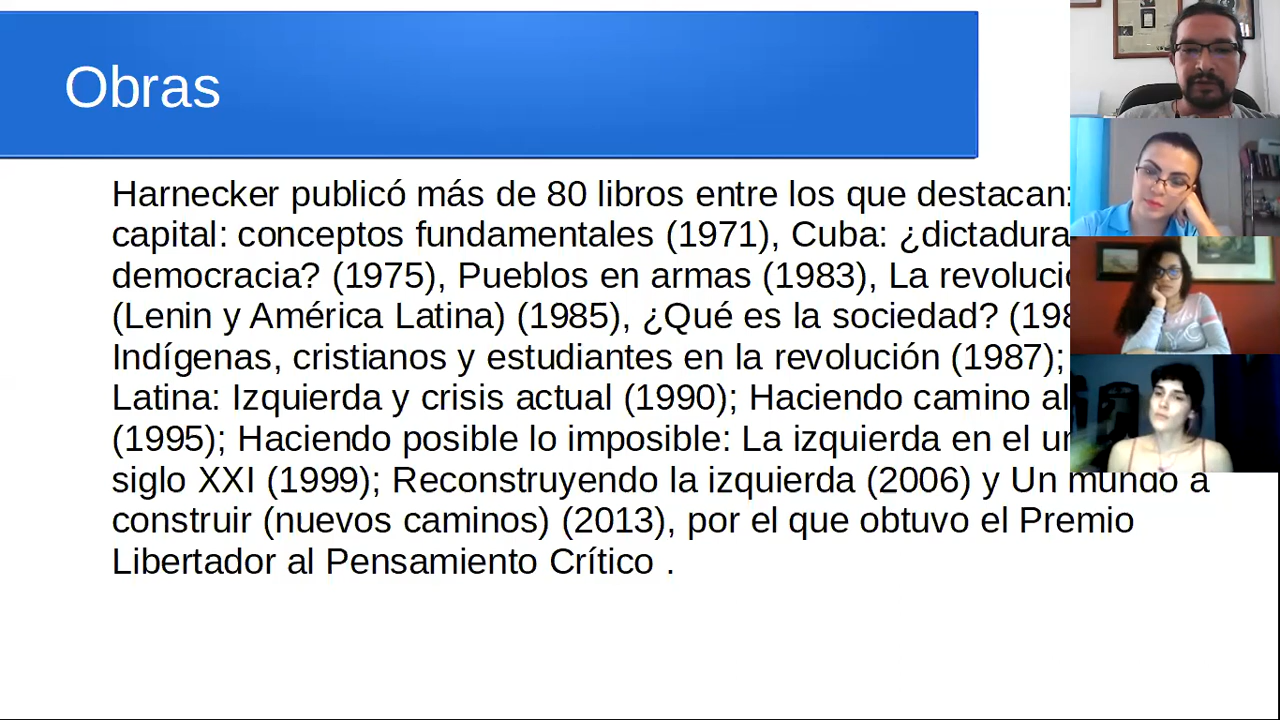 Obras
Harnecker publicó más de 80 libros entre los que destacan:
capital: conceptos fundamentales (1971), Cuba: ¿dictadura
democracia? (1975), Pueblos en armas (1983), La
(Lenin y América Latina) (1985), ¿Qué es la sociedad?
Indígenas, cristianos y estudiantes en la revolución (1987);
Latina: Izquierda y crisis actual (1990); Haciendo camino al
(1995); Haciendo posible lo imposible: La izquierda en el
siglo XXI (1999); Reconstruyendo la izquierda (2006) y Un mundo a
construir (nuevos caminos) (2013), por el que obtuvo el Premio
Libertador al Pensamiento Crítico .